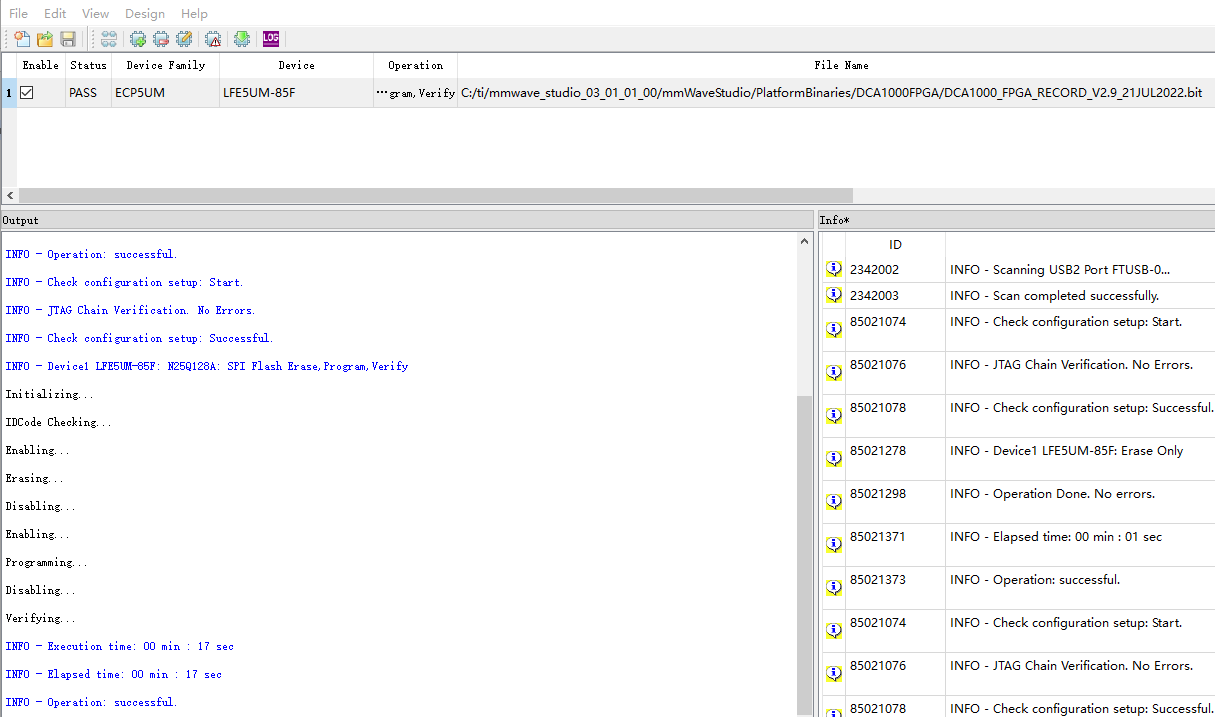 File Edit View Design Help
LOG
Enable Status Device Family Device Operation File Name
1 PASS ECP5UM LFE5UM-85F ···gram,Verify C:/ti/mmwave_studio_03_01_01_00/mmWaveStudio/PlatformBinaries/DCA1000FPGA/DCA1000_FPGA_RECORD_V2.9_21JUL2022.bit
Output
INFO - Operation: successful.
INFO - Check configuration setup: Start.
INFO - JTAG Chain Verification. No Errors.
INFO - Check configuration setup: Successful.
INFO - Device1 LFE5UM-85F: N25Q128A: SPI Flash Erase,Program,Verify
Initializing...
IDCode Checking...
Enabling...
Erasing...
Disabling...
Enabling...
Programming...
Disabling...
Verifying...
INFO - Execution time: 00 min : 17 sec
INFO - Elapsed time: 00 min : 17 sec
INFO - Operation: successful.
Info*
ID
2342002 INFO - Scanning USB2 Port FTUSB-0...
2342003 INFO - Scan completed successfully.
85021074 INFO - Check configuration setup: Start.
85021076 INFO - JTAG Chain Verification. No Errors.
85021078 INFO - Check configuration setup: Successful.
85021278 INFO - Device1 LFE5UM-85F: Erase Only
85021298 INFO - Operation Done. No errors.
85021371 INFO - Elapsed time: 00 min : 01 sec
85021373 INFO - Operation: successful.
85021074 INFO - Check configuration setup: Start.
85021076 INFO - JTAG Chain Verification. No Errors.
85021078 INFO - Check configuration setup: Successful.